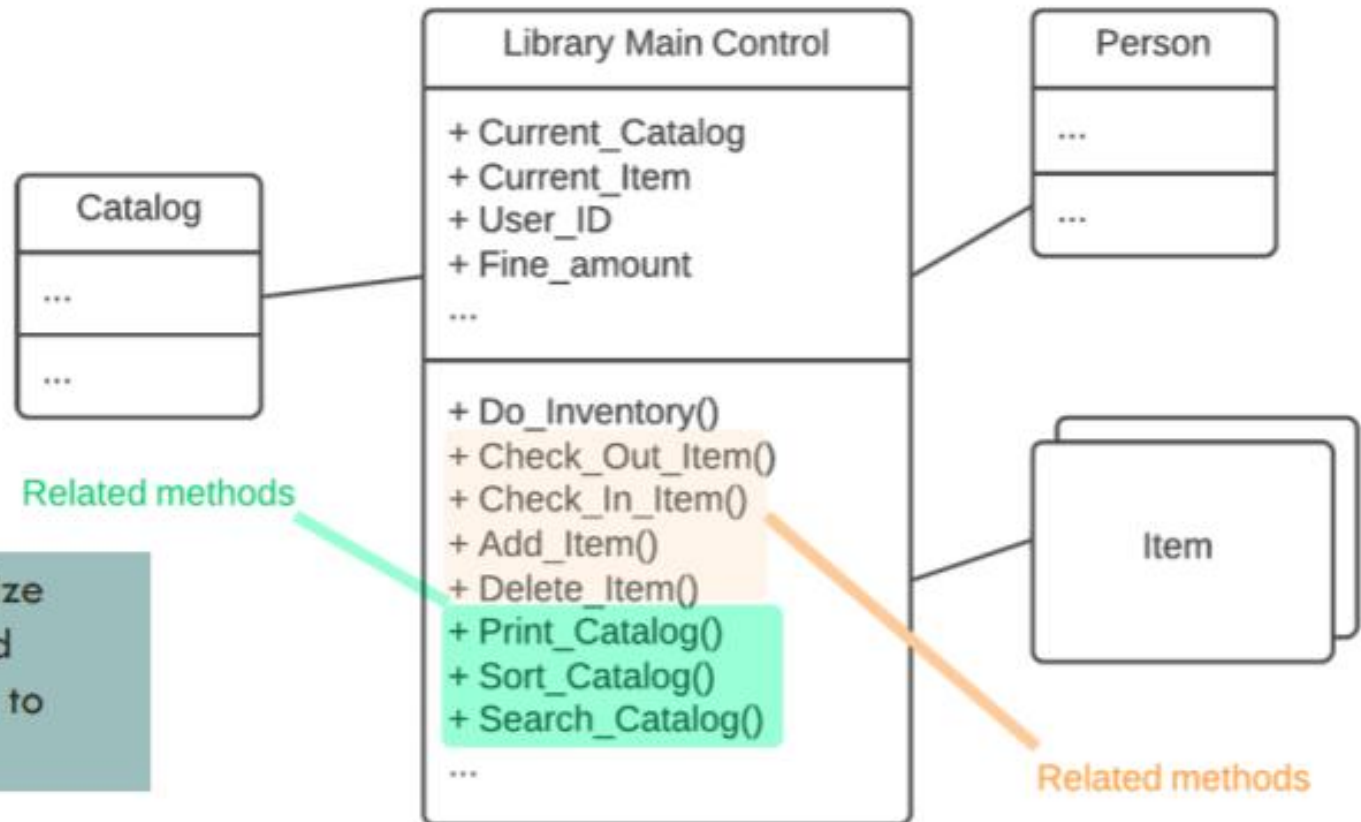 Library Main Control
+ Current_Catalog
+ Current_Item
+ User_ID
+ Fine_amount
...
+ Do_Inventory()
+ Check_Out_Item()
+ Check_In_Item()
+ Add_Item()
+ Delete_Item()
+ Print_Catalog()
+ Sort_Catalog()
+ Search_Catalog()
...
Catalog
...
...
Person
...
...
Item
Related methods
Related methods
to